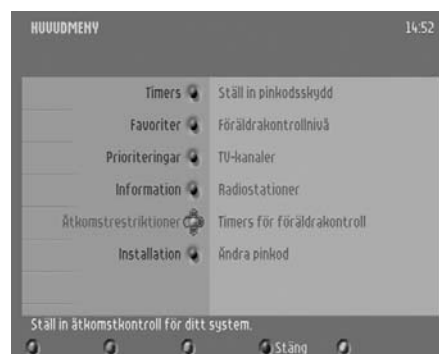 HUVUDMENY 14:52
Timers Ställ in pinkodsskydd
Favoriter Föräldrakontrollnivå
Prioriteringar TV-kanaler
Information Radiostationer
Åtkomstrestriktioner Timers för föräldrakontroll
Installation Ändra pinkod
Ställ in åtkomstkontroll för ditt system.
Stäng